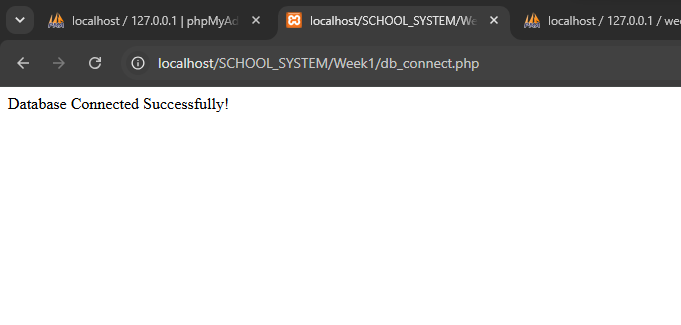 localhost / 127.0.0.1 | phpMyAd
localhost/SCHOOL_SYSTEM/We
localhost / 127.0.0.1 / we
localhost/SCHOOL_SYSTEM/Week1/db_connect.php
Database Connected Successfully!